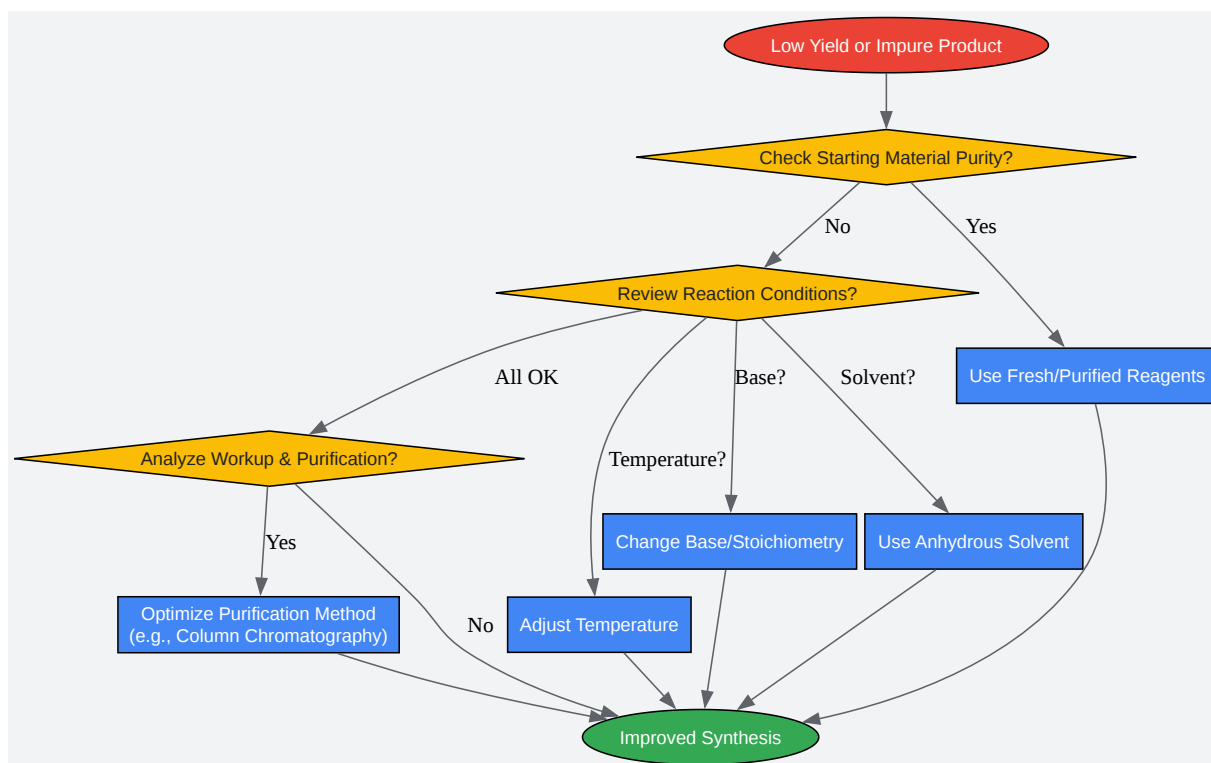 Low Yield or Impure Product
Check Starting Material Purity?
No
Yes
Review Reaction Conditions?
Use Fresh/Purified Reagents
All OK
Base?
Solvent?
Analyze Workup & Purification?
Temperature?
Change Base/Stoichiometry
Use Anhydrous Solvent
Yes
Optimize Purification Method
(e.g., Column Chromatography)
No
Adjust Temperature
Improved Synthesis